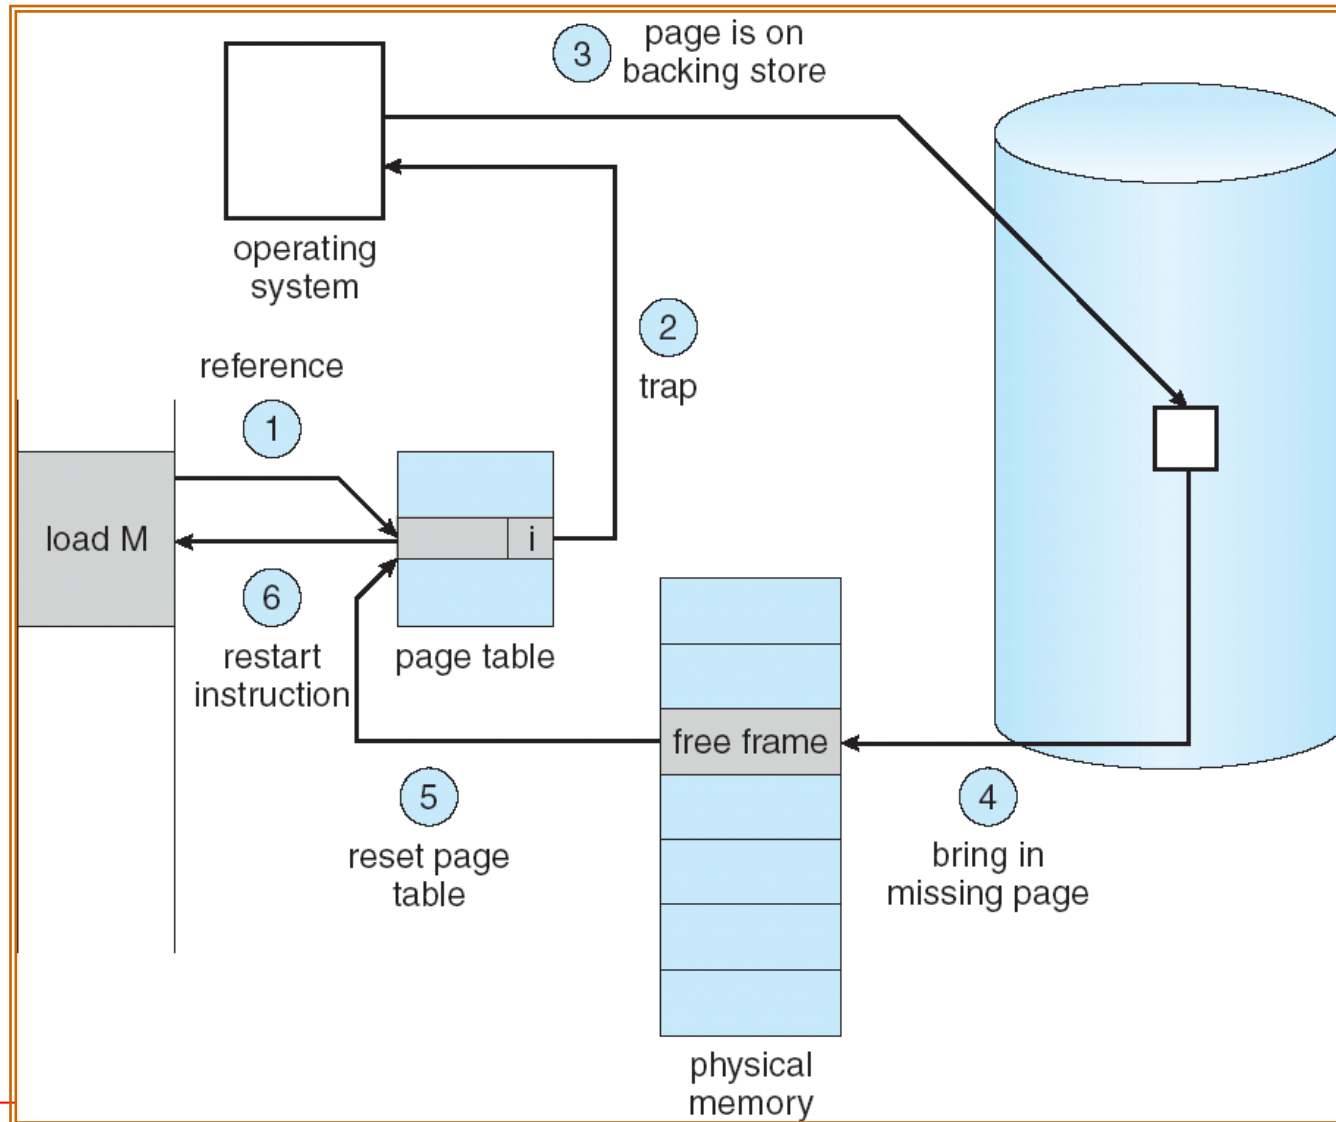 3
page is on
backing store
operating
system
2
trap
reference
1
load M
i
6
restart
instruction
page table
free frame
5
reset page
table
4
bring in
missing page
physical
memory